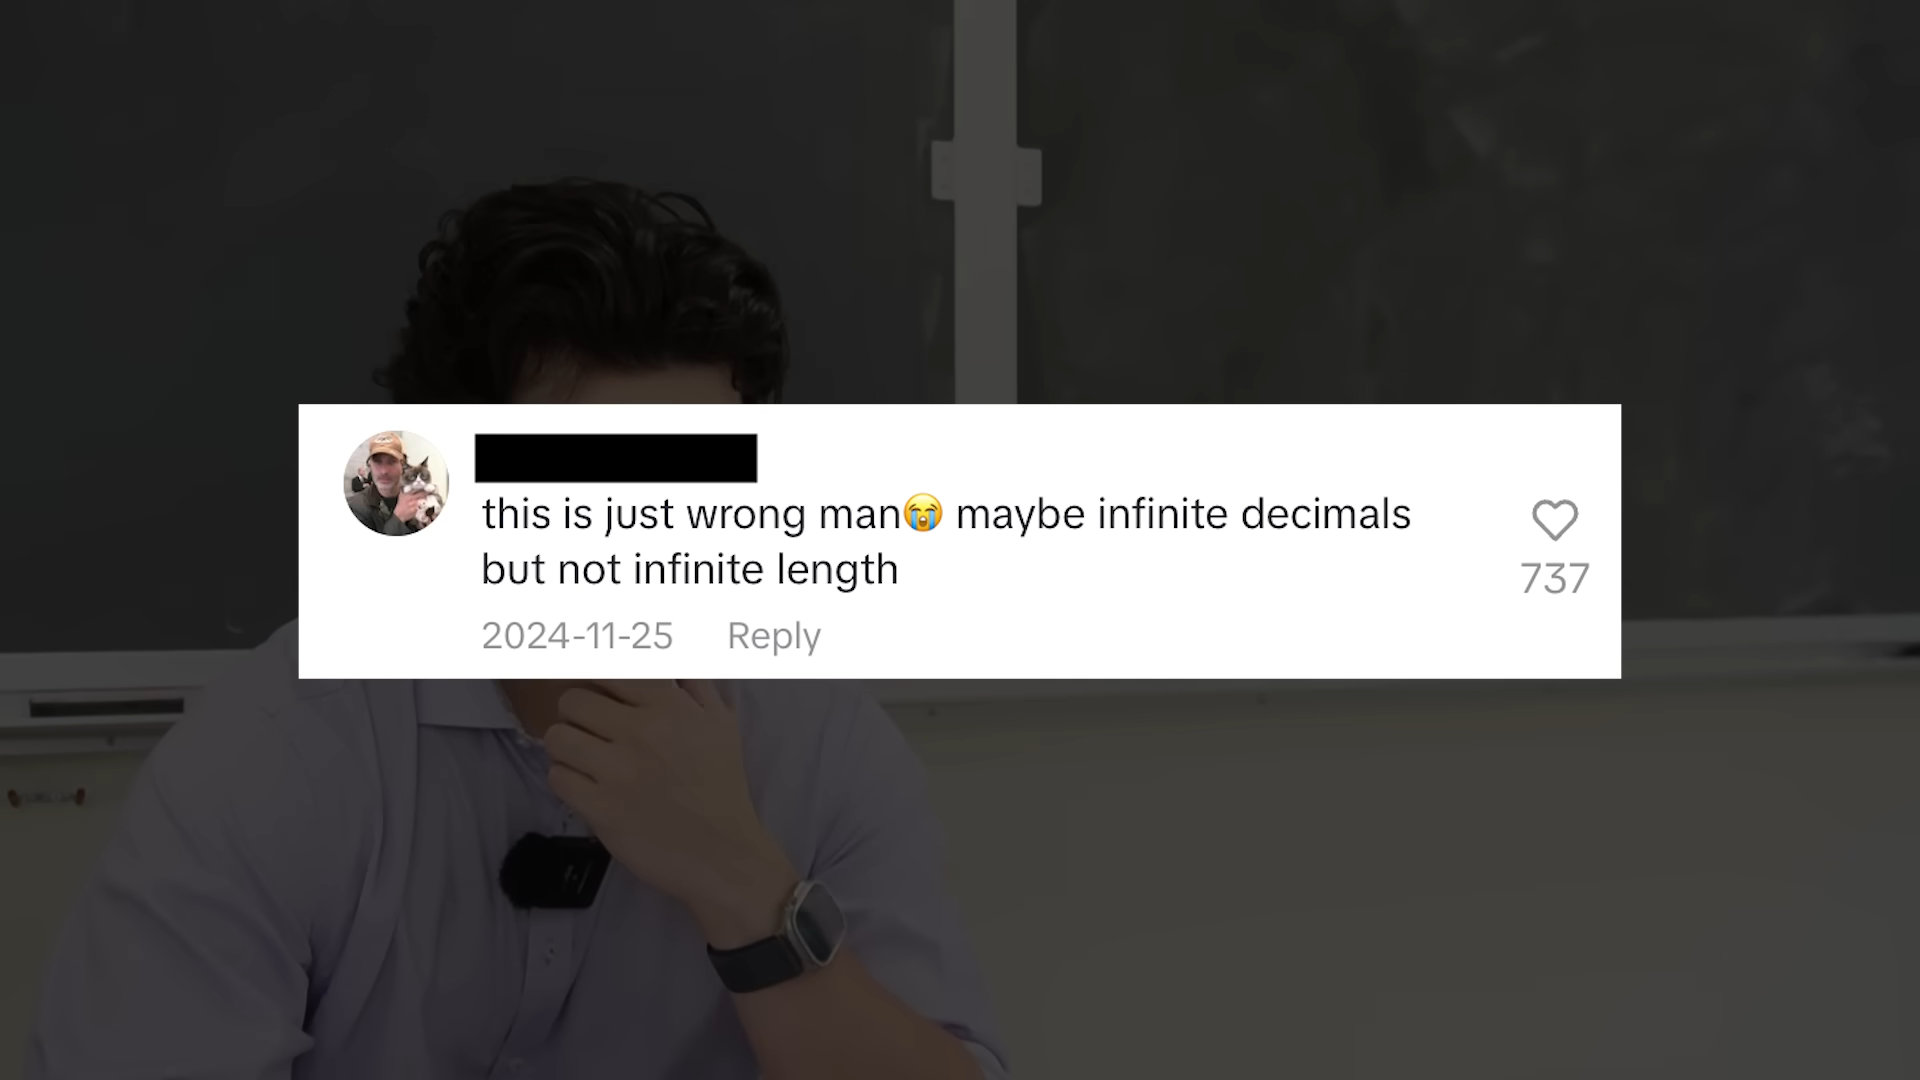 this is just wrong man😭 maybe infinite decimals
but not infinite length
737
2024-11-25 Reply